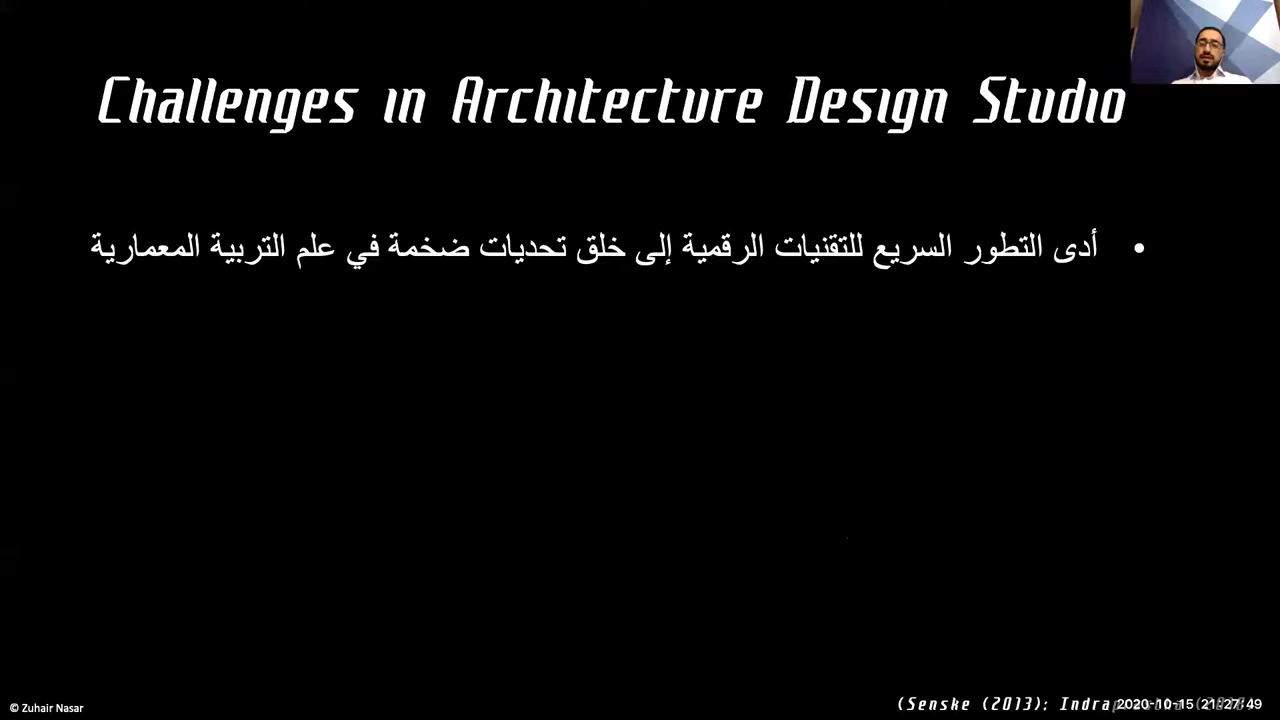 Challenges in Architecture Design Studio
• أدى التطور السريع للتقنيات الرقمية إلى خلق تحديات ضخمة في علم التربية المعمارية
© Zuhair Nasar
(Senske (2013);
2020-10-15 21:27:49